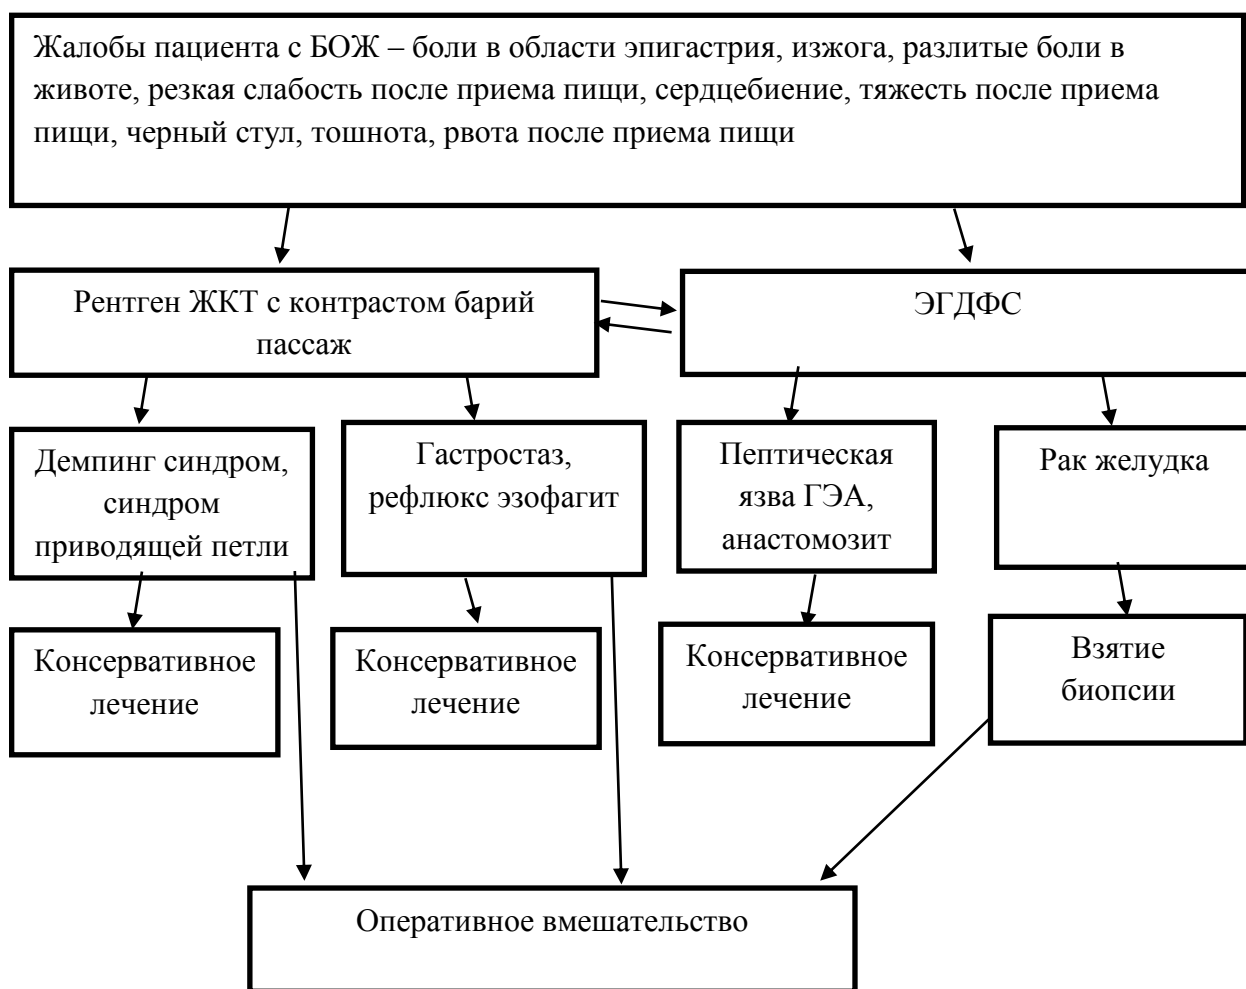 Жалобы пациента с БОЖ – боли в области эпигастрия, изжога, разлитые боли в
животе, резкая слабость после приема пищи, сердцебиение, тяжесть после приема
пищи, черный стул, тошнота, рвота после приема пищи
Рентген ЖКТ с контрастом барий
пассаж
ЭГДФС
Демпинг синдром,
синдром
приводящей петли
Гастростаз,
рефлюкс эзофагит
Пептическая
язва ГЭА,
анастомозит
Рак желудка
Консервативное
лечение
Консервативное
лечение
Консервативное
лечение
Взятие
биопсии
Оперативное вмешательство